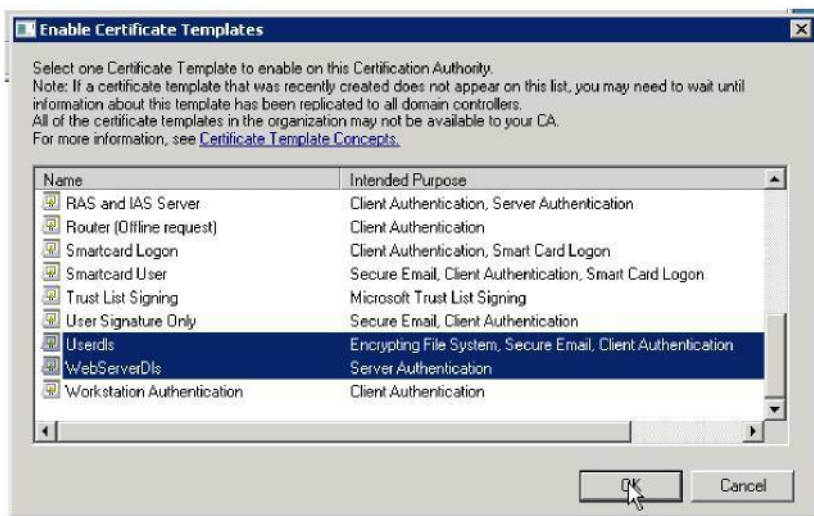 Enable Certificate Templates
Select one Certificate Template to enable on this Certification Authority.
Note: If a certificate template that was recently created does not appear on this list, you may need to wait until
information about this template has been replicated to all domain controllers.
All of the certificate templates in the organization may not be available to your CA.
For more information, see Certificate Template Concepts.
Name Intended Purpose
RAS and IAS Server Client Authentication, Server Authentication
Router (Offline request) Client Authentication
Smartcard Logon Client Authentication, Smart Card Logon
Smartcard User Secure Email, Client Authentication, Smart Card Logon
Trust List Signing Microsoft Trust List Signing
User Signature Only Secure Email, Client Authentication
Userdls Encrypting File System, Secure Email, Client Authentication
WebServerDls Server Authentication
Workstation Authentication Client Authentication
OK Cancel